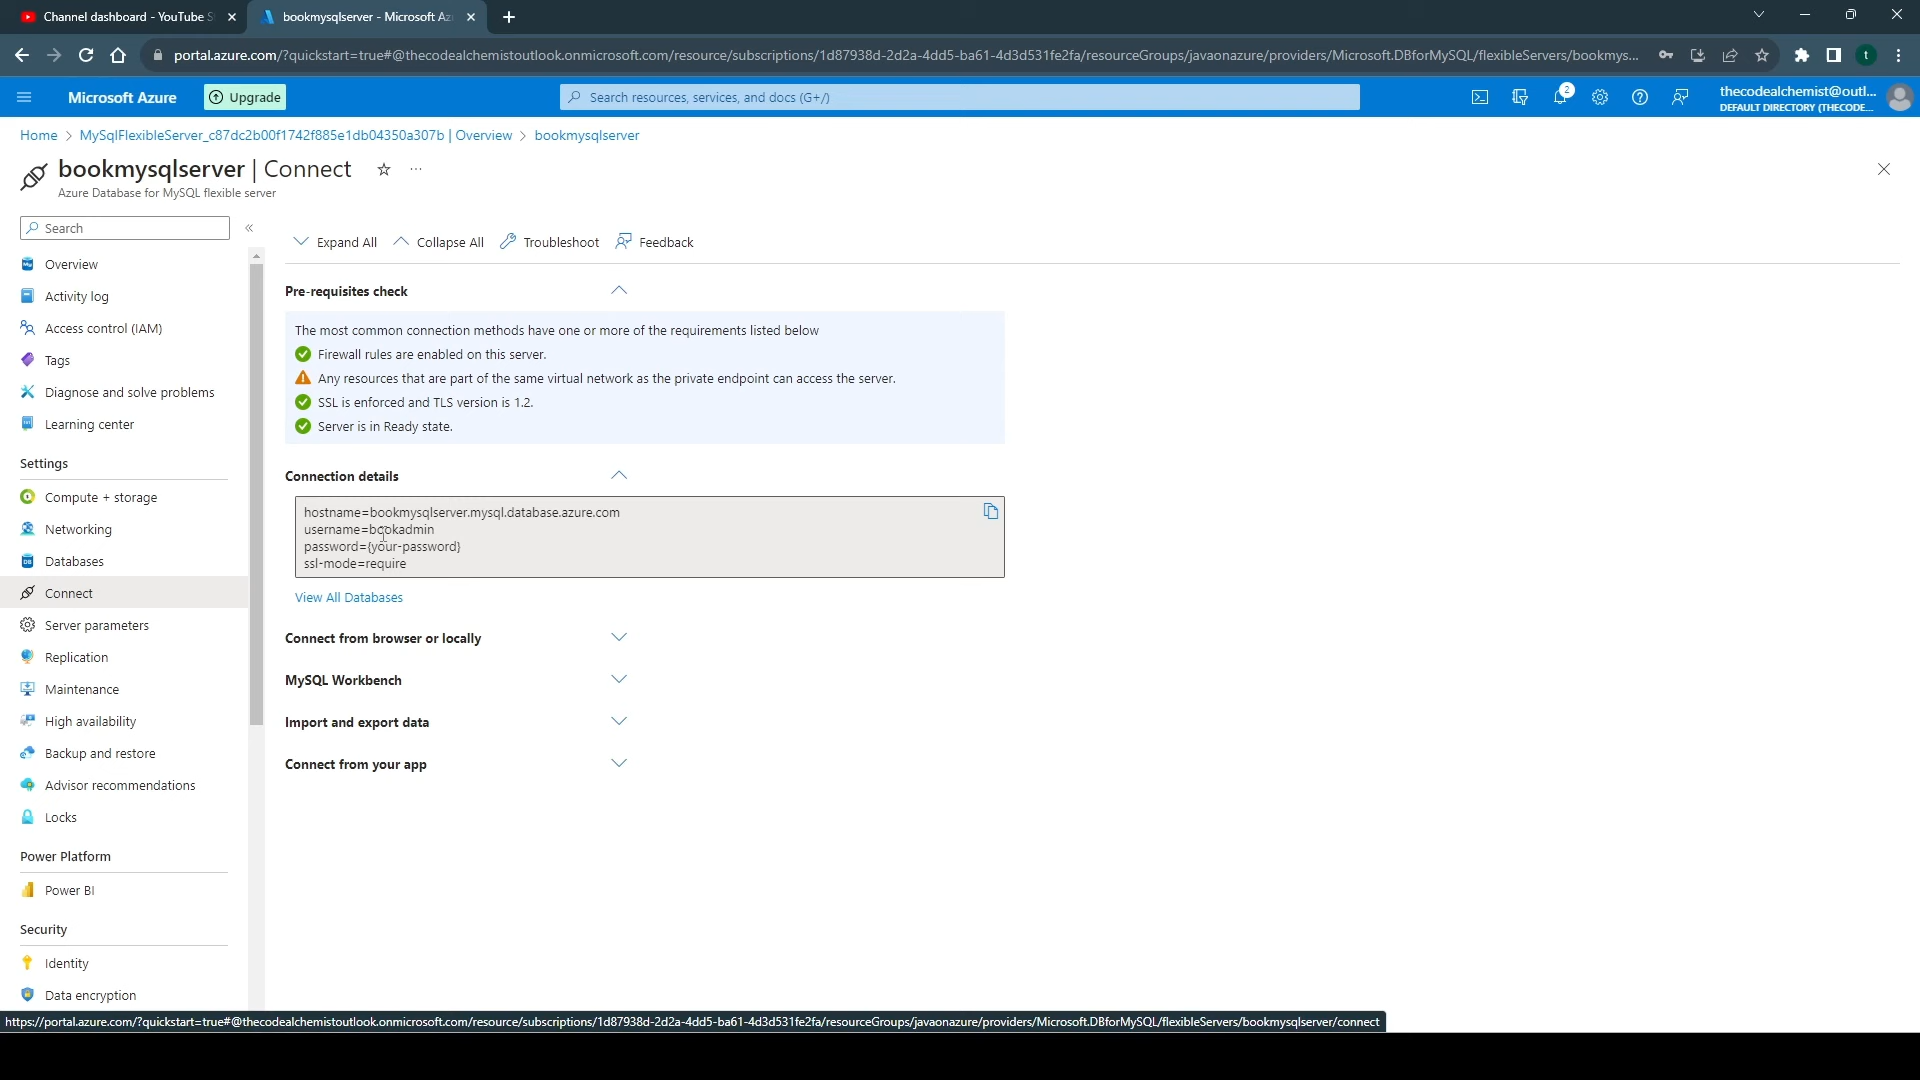 Channel dashboard - YouTube S
bookmysqlserver - Microsoft Az
portal.azure.com/?quickstart=true#@thecodealchemistoutlook.onmicrosoft.com/resource/subscriptions/1d87938d-2d2a-4dd5-ba61-4d3d531fe2fa/resourceGroups/javaonazure/providers/Microsoft.DBforMySQL/flexibleServers/bookmys...
t
Microsoft Azure
Upgrade
Search resources, services, and docs (G+/)
2
thecodealchemist@outl...
DEFAULT DIRECTORY (THECODE...
Home > MySqlFlexibleServer_c87dc2b00f1742f885e1db04350a307b | Overview > bookmysqlserver
bookmysqlserver | Connect
Azure Database for MySQL flexible server
Search
Overview
Activity log
Access control (IAM)
Tags
Diagnose and solve problems
Learning center
Settings
Compute + storage
Networking
Databases
Connect
Server parameters
Replication
Maintenance
High availability
Backup and restore
Advisor recommendations
Locks
Power Platform
Power BI
Security
Identity
Data encryption
Expand All
Collapse All
Troubleshoot
Feedback
Pre-requisites check
The most common connection methods have one or more of the requirements listed below
Firewall rules are enabled on this server.
Any resources that are part of the same virtual network as the private endpoint can access the server.
SSL is enforced and TLS version is 1.2.
Server is in Ready state.
Connection details
hostname=bookmysqlserver.mysql.database.azure.com
username=bookadmin
password={your-password}
ssl-mode=require
View All Databases
Connect from browser or locally
MySQL Workbench
Import and export data
Connect from your app
https://portal.azure.com/?quickstart=true#@thecodealchemistoutlook.onmicrosoft.com/resource/subscriptions/1d87938d-2d2a-4dd5-ba61-4d3d531fe2fa/resourceGroups/javaonazure/providers/Microsoft.DBforMySQL/flexibleServers/bookmysqlserver/connect